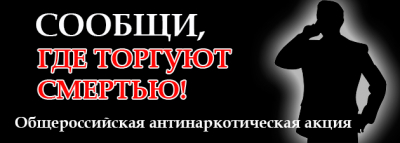 СООБЩИ,
ГДЕ ТОРГУЮТ
СМЕРТЬЮ!
Общероссийская антинаркотическая акция